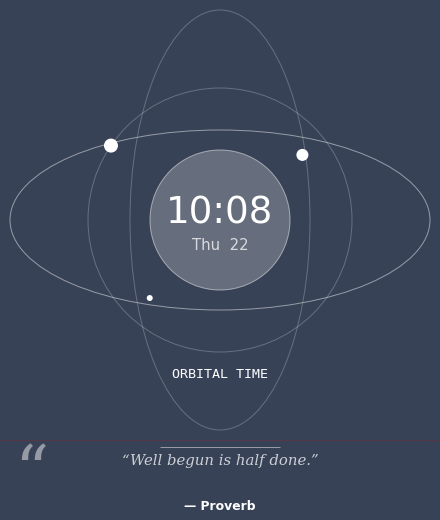 10:08
Thu 22
ORBITAL TIME
“
“Well begun is half done.”
— Proverb